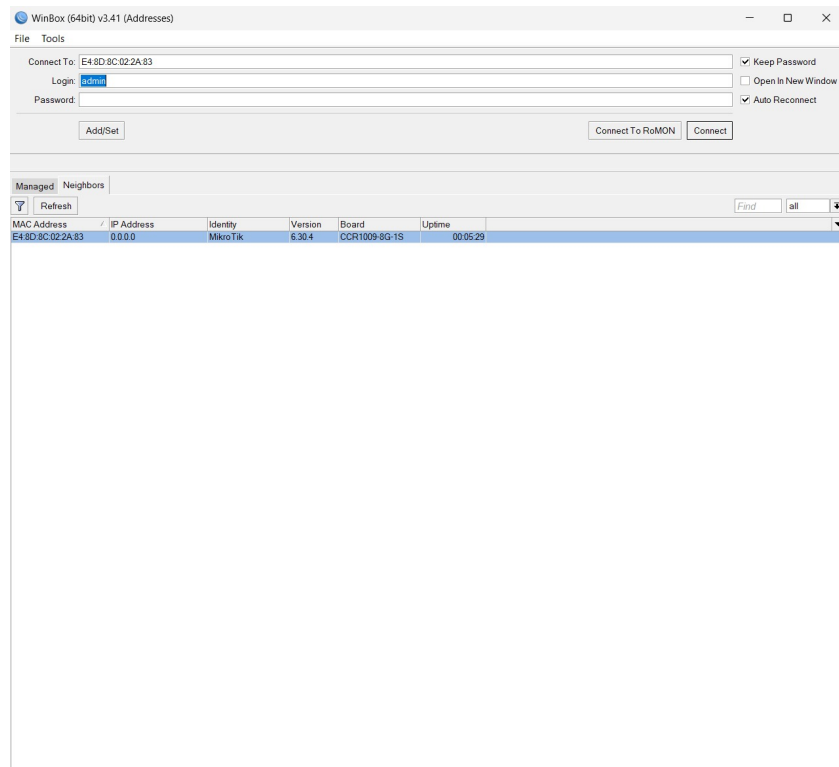 WinBox (64bit) v3.41 (Addresses)
File Tools
Connect To: E4:8D:8C:02:2A:83 Keep Password
Login: admin Open In New Window
Password: Auto Reconnect
Add/Set Connect To RoMON Connect
Managed Neighbors
Refresh Find all
MAC Address IP Address Identity Version Board Uptime
E4:8D:8C:02:2A:83 0.0.0.0 MikroTik 6.30.4 CCR1009-8G-1S 00:05:29